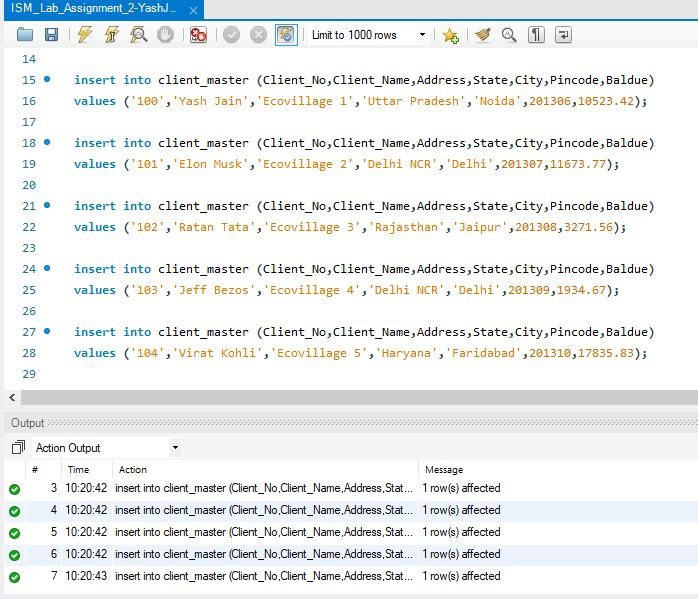 ISM_Lab_Assignment_2-YashJ...
Limit to 1000 rows
14
15 insert into client_master (Client_No,Client_Name,Address,State,City,Pincode,Baldue)
16 values ('100','Yash Jain','Ecovillage 1','Uttar Pradesh','Noida',201306,10523.42);
17
18 insert into client_master (Client_No,Client_Name,Address,State,City,Pincode,Baldue)
19 values ('101','Elon Musk','Ecovillage 2','Delhi NCR','Delhi',201307,11673.77);
20
21 insert into client_master (Client_No,Client_Name,Address,State,City,Pincode,Baldue)
22 values ('102','Ratan Tata','Ecovillage 3','Rajasthan','Jaipur',201308,3271.56);
23
24 insert into client_master (Client_No,Client_Name,Address,State,City,Pincode,Baldue)
25 values ('103','Jeff Bezos','Ecovillage 4','Delhi NCR','Delhi',201309,1934.67);
26
27 insert into client_master (Client_No,Client_Name,Address,State,City,Pincode,Baldue)
28 values ('104','Virat Kohli','Ecovillage 5','Haryana','Faridabad',201310,17835.83);
29
Output
Action Output
# Time Action Message
3 10:20:42 insert into client_master (Client_No,Client_Name,Address,Stat... 1 row(s) affected
4 10:20:42 insert into client_master (Client_No,Client_Name,Address,Stat... 1 row(s) affected
5 10:20:42 insert into client_master (Client_No,Client_Name,Address,Stat... 1 row(s) affected
6 10:20:42 insert into client_master (Client_No,Client_Name,Address,Stat... 1 row(s) affected
7 10:20:43 insert into client_master (Client_No,Client_Name,Address,Stat... 1 row(s) affected